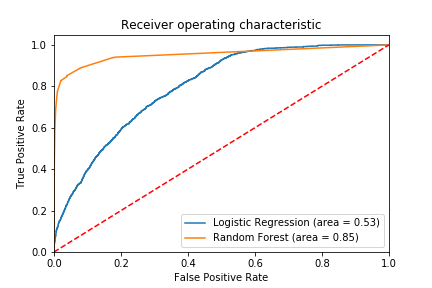 Receiver operating characteristic
True Positive Rate
1.0
0.8
0.6
0.4
0.2
0.0
Logistic Regression (area = 0.53)
Random Forest (area = 0.85)
0.0 0.2 0.4 0.6 0.8 1.0
False Positive Rate